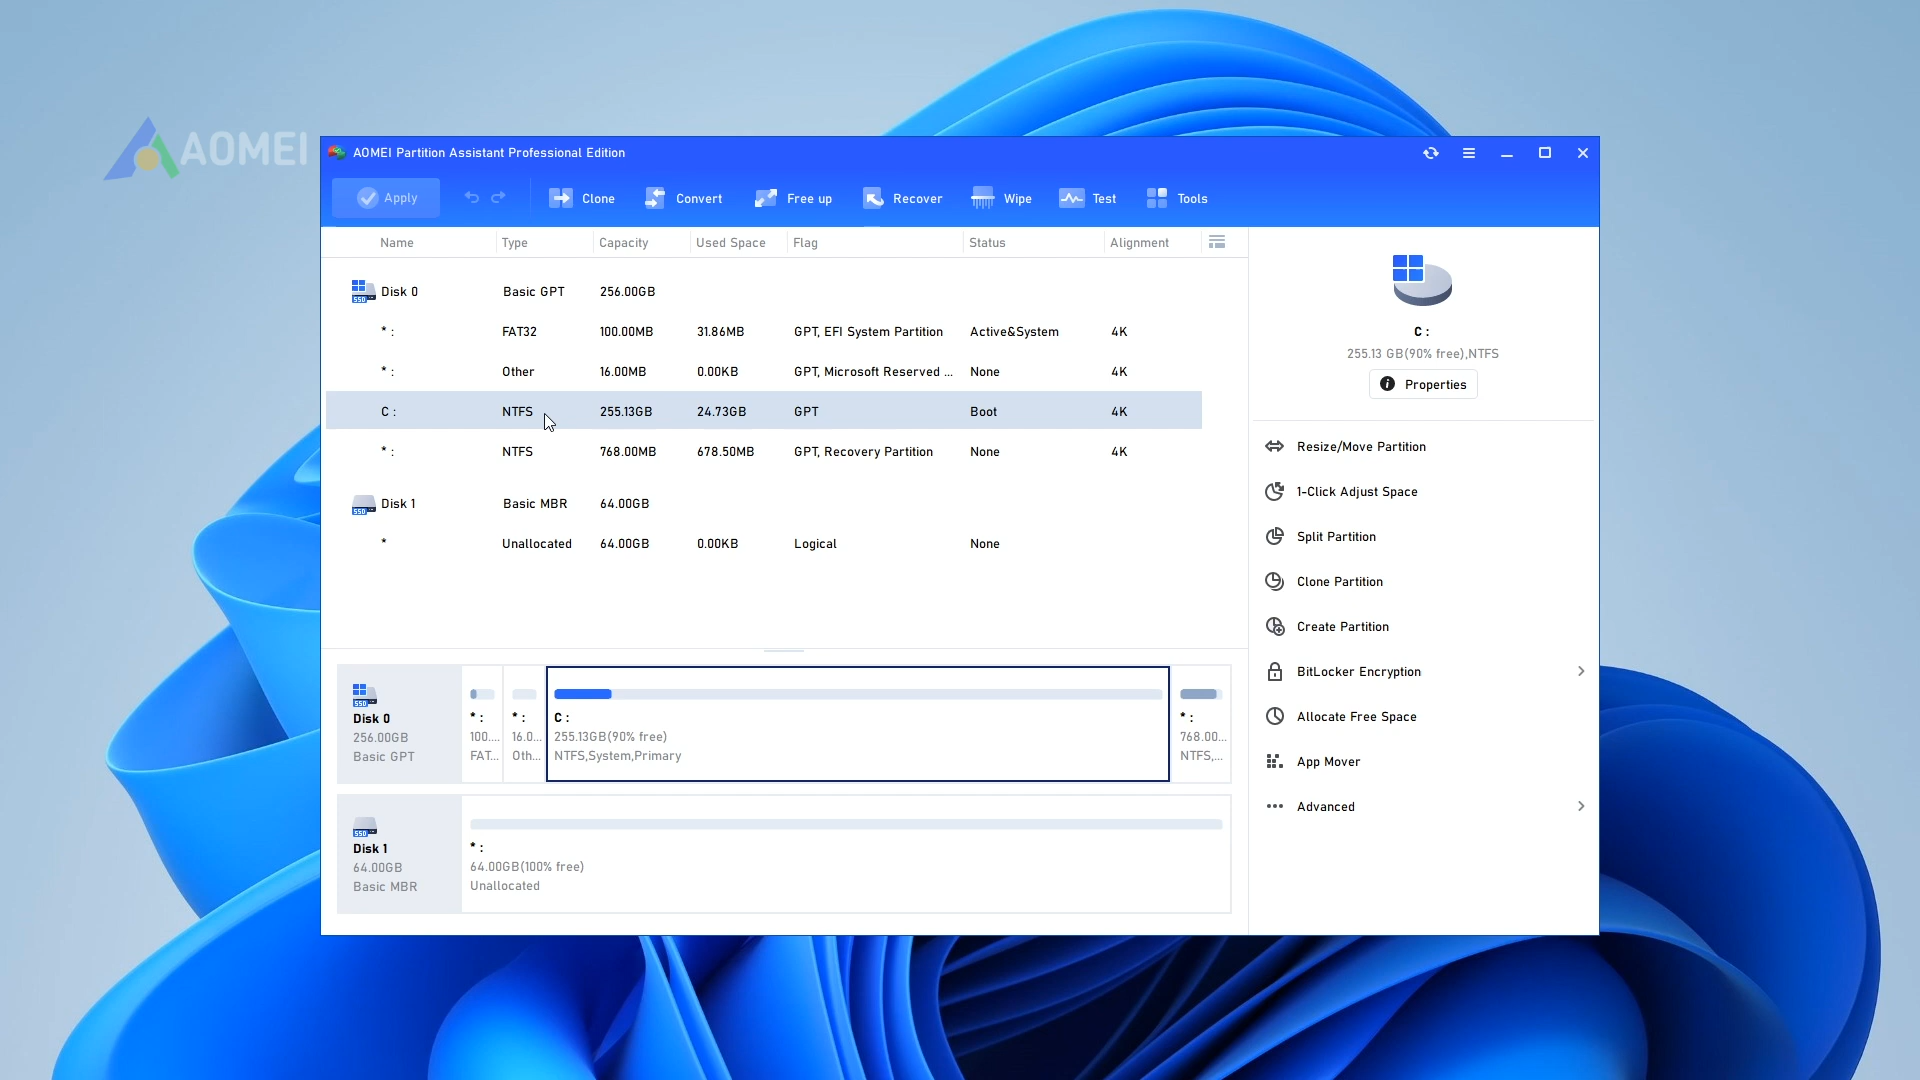 AOMEI
AOMEI Partition Assistant Professional Edition
Apply Clone Convert Free up Recover Wipe Test Tools
Name Type Capacity Used Space Flag Status Alignment
Disk 0 Basic GPT 256.00GB
* : FAT32 100.00MB 31.86MB GPT, EFI System Partition Active&System 4K
* : Other 16.00MB 0.00KB GPT, Microsoft Reserved ... None 4K
C : NTFS 255.13GB 24.73GB GPT Boot 4K
* : NTFS 768.00MB 678.50MB GPT, Recovery Partition None 4K
Disk 1 Basic MBR 64.00GB
* Unallocated 64.00GB 0.00KB Logical None
SSD
Disk 0
256.00GB
Basic GPT
* :
100....
FAT...
* :
16.0...
Oth...
C :
255.13GB(90% free)
NTFS,System,Primary
* :
768.00...
NTFS,...
SSD
Disk 1
64.00GB
Basic MBR
* :
64.00GB(100% free)
Unallocated
C :
255.13 GB(90% free),NTFS
Properties
Resize/Move Partition
1-Click Adjust Space
Split Partition
Clone Partition
Create Partition
BitLocker Encryption
Allocate Free Space
App Mover
Advanced